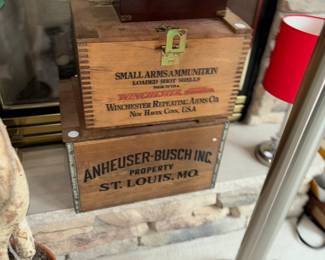 SMALL ARMS AMMUNITION
LOADED SHOT SHELLS
WINCHESTER
WINCHESTER REPEATING ARMS CO.
NEW HAVEN, CONN. U.S.A.
ANHEUSER-BUSCH INC.
PROPERTY
ST. LOUIS, MO.